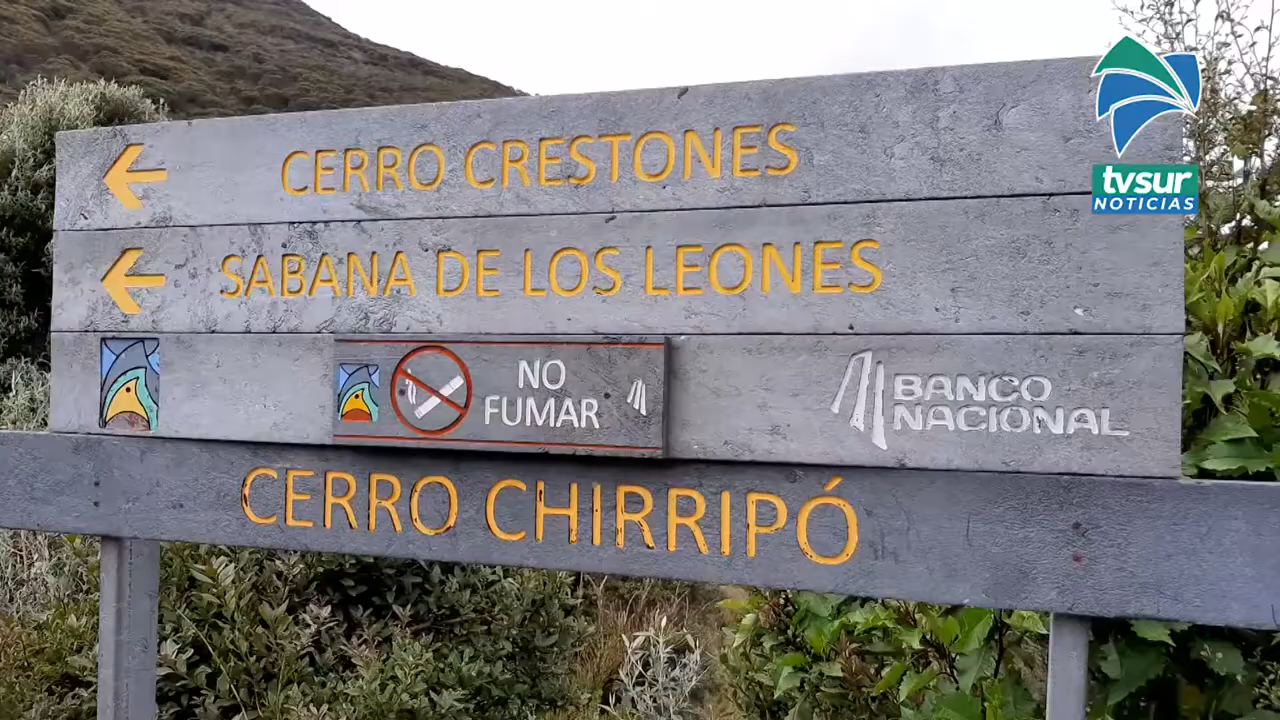 CERRO CRESTONES
SABANA DE LOS LEONES
NO
FUMAR
BANCO
NACIONAL
CERRO CHIRRIPÓ
tvsur
NOTICIAS